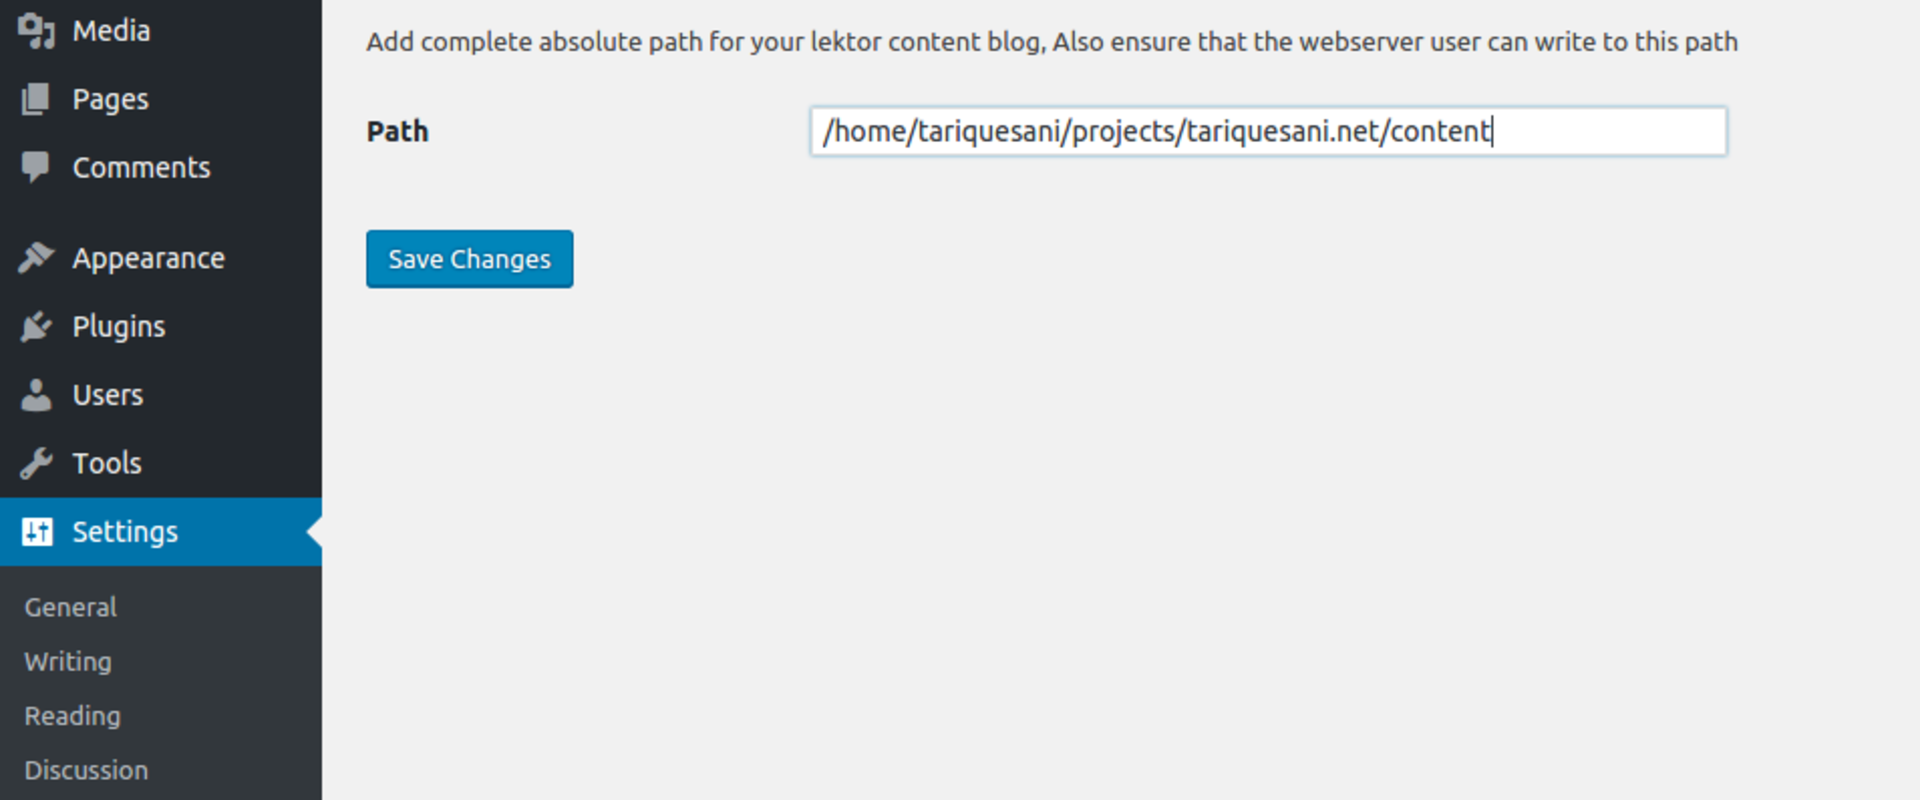 Media
Pages
Comments
Appearance
Plugins
Users
Tools
Settings
General
Writing
Reading
Discussion
Add complete absolute path for your lektor content blog, Also ensure that the webserver user can write to this path
Path
/home/tariquesani/projects/tariquesani.net/content
Save Changes